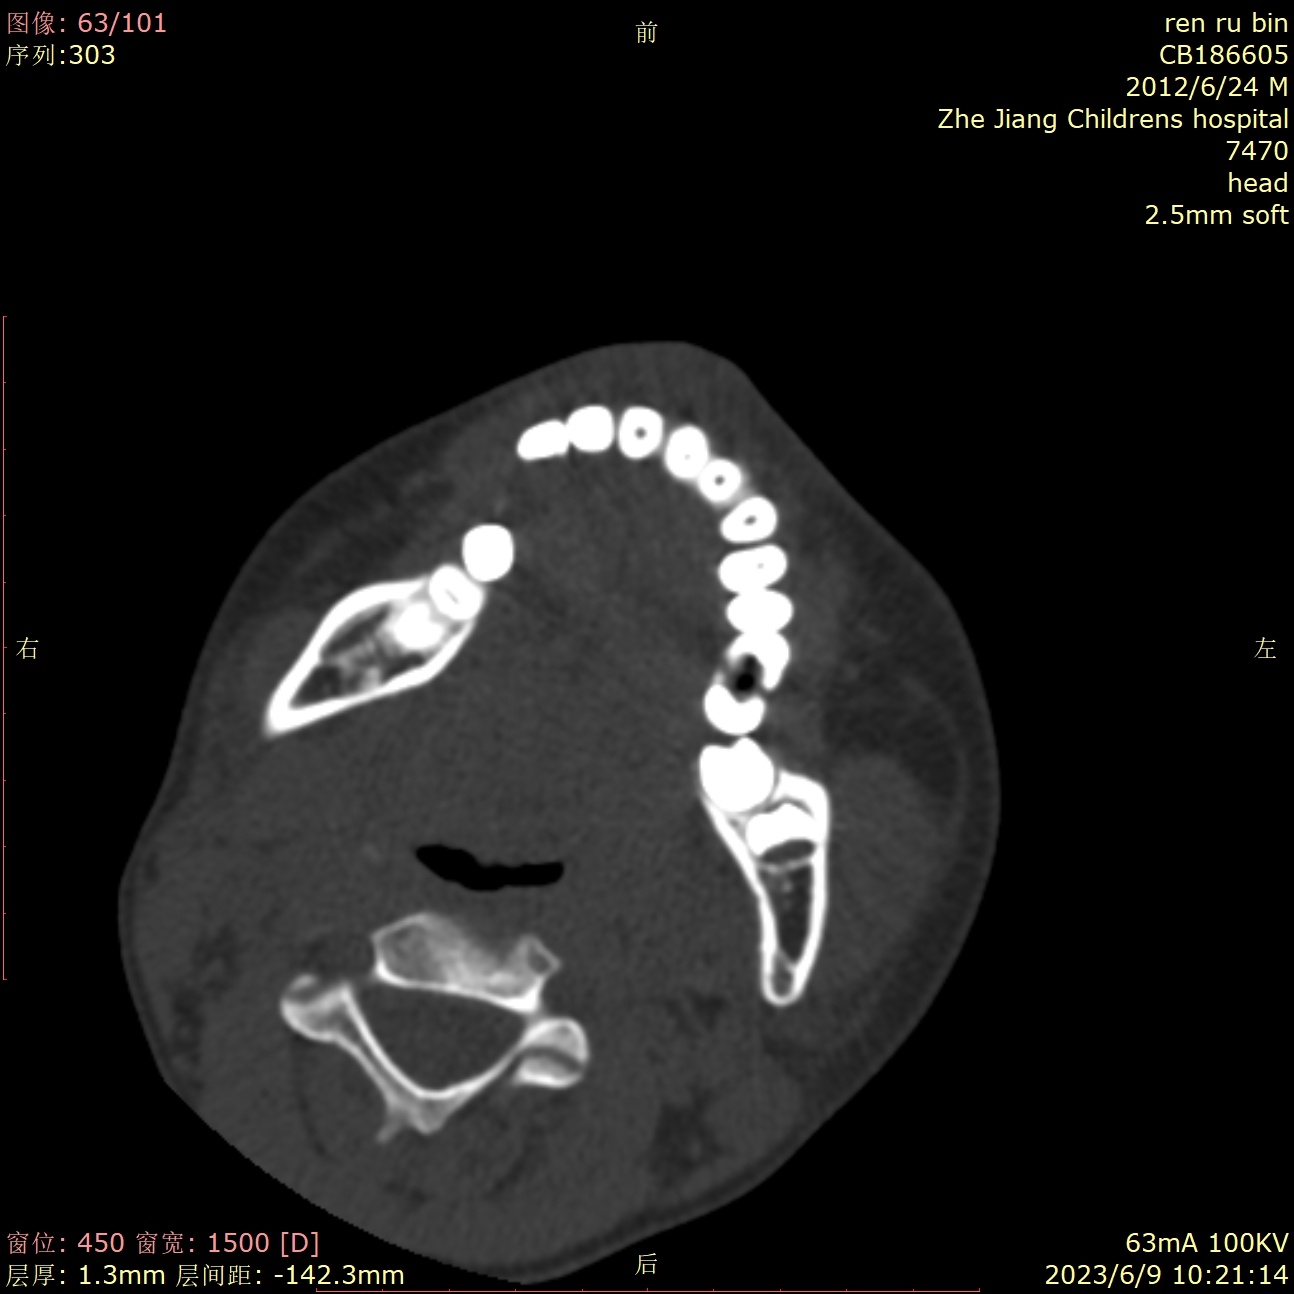 图像: 63/101
序列:303
前
ren ru bin
CB186605
2012/6/24 M
Zhe Jiang Childrens hospital
7470
head
2.5mm soft
右
左
窗位: 450 窗宽: 1500 [D]
层厚: 1.3mm 层间距: -142.3mm
后
63mA 100KV
2023/6/9 10:21:14